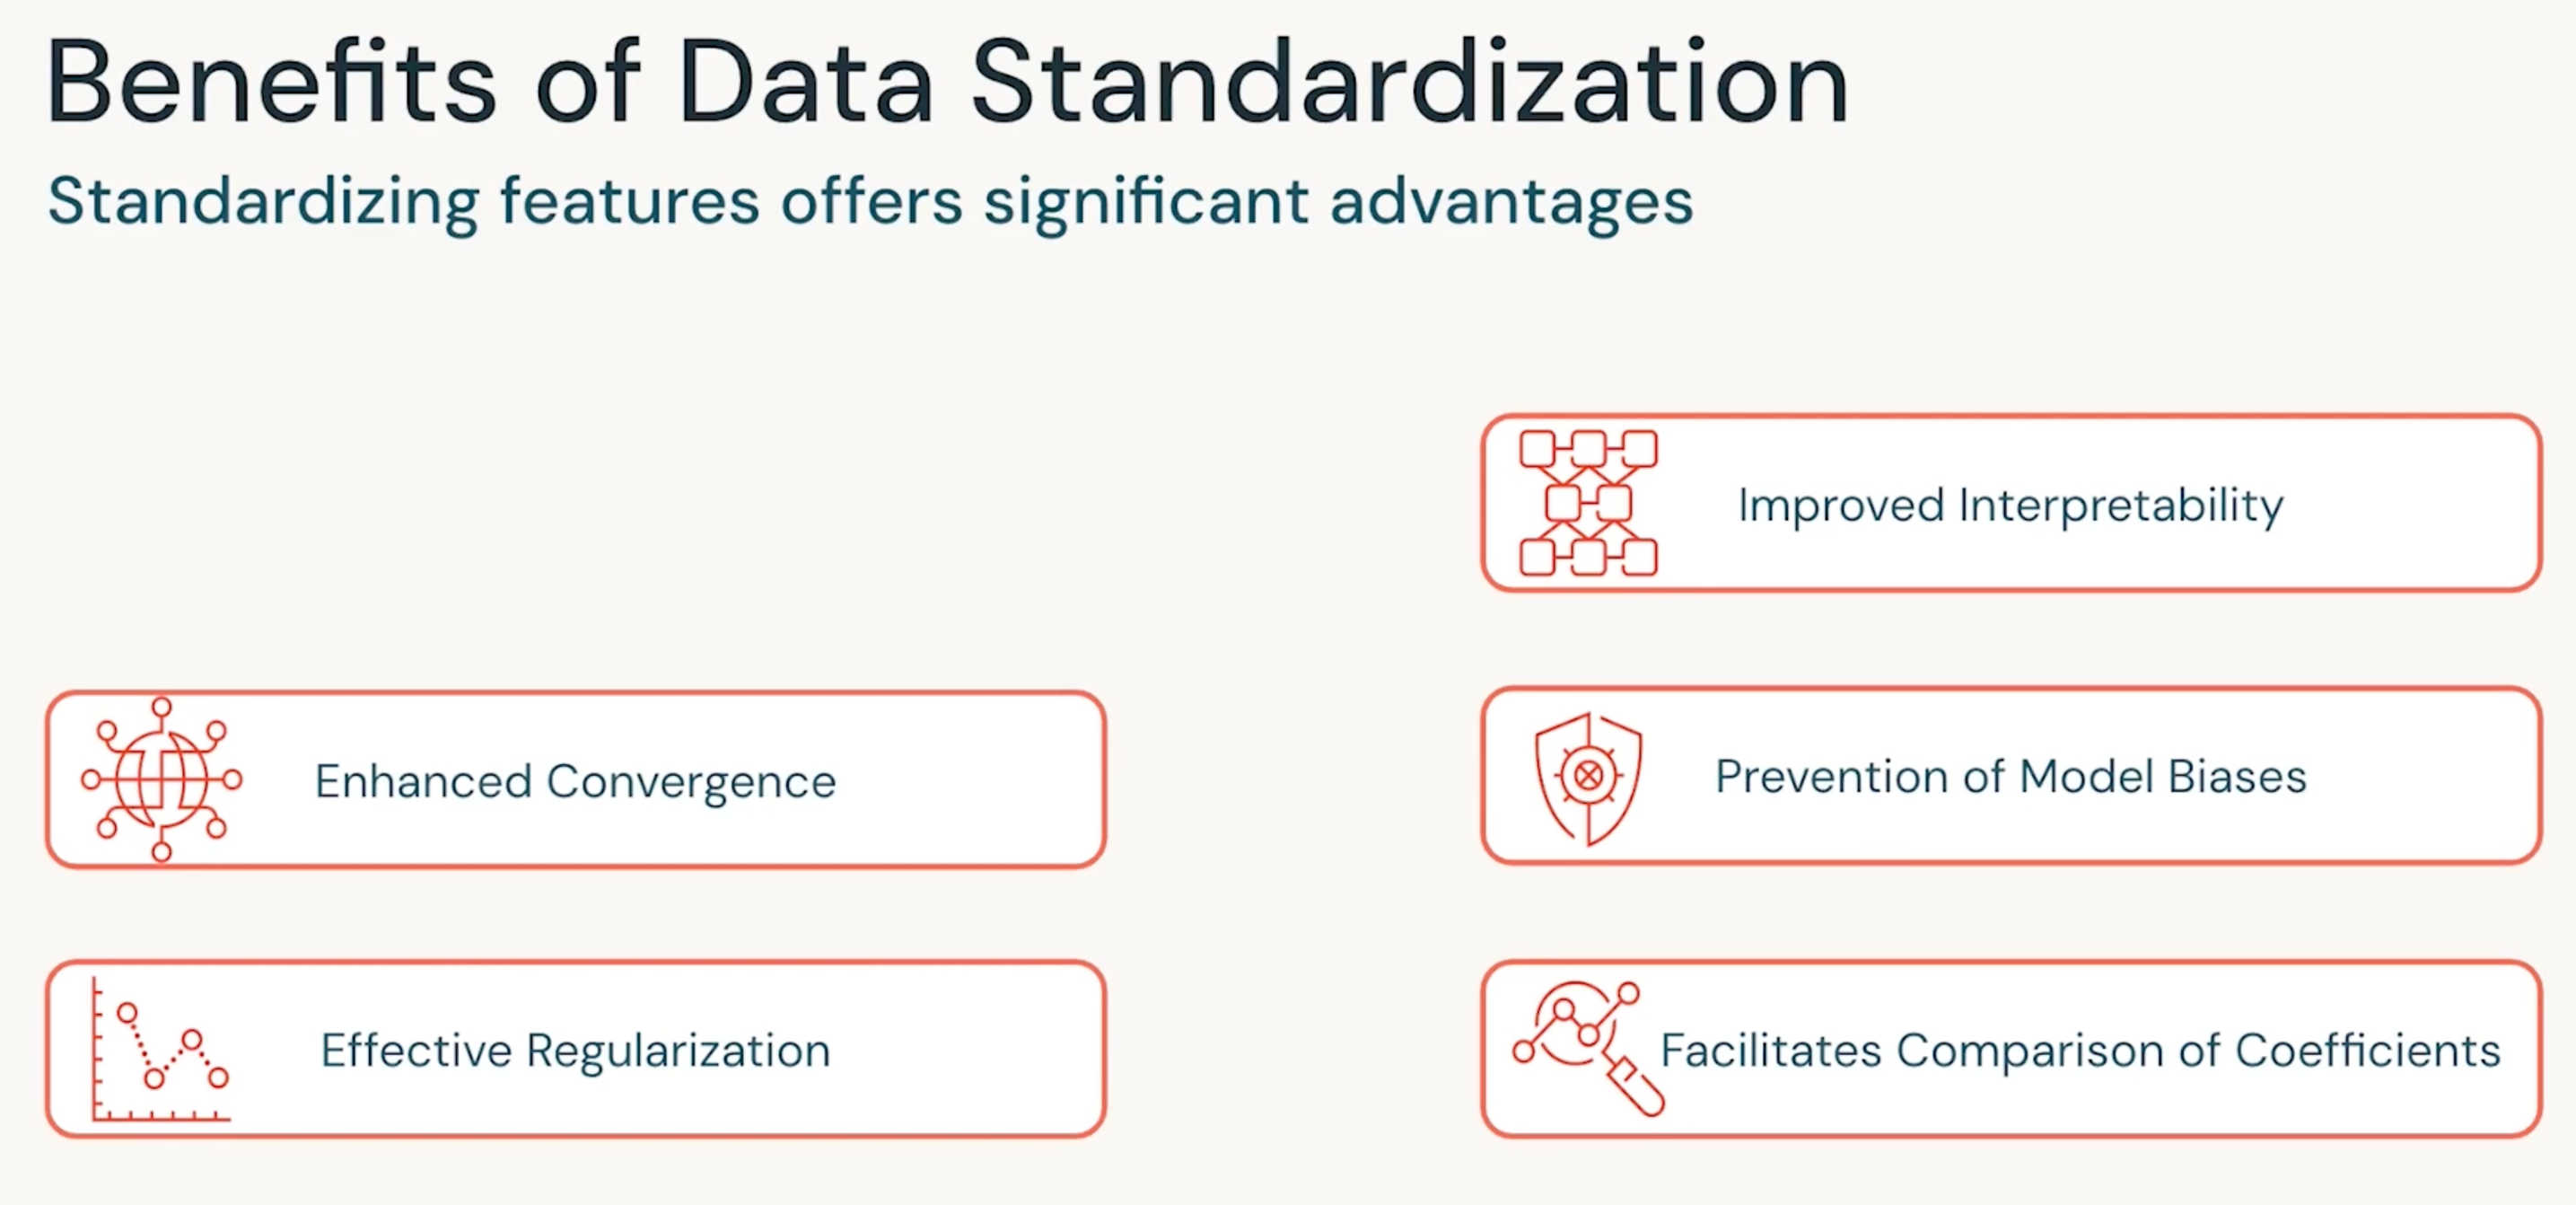 Benefits of Data Standardization
Standardizing features offers significant advantages
Improved Interpretability
Enhanced Convergence
Prevention of Model Biases
Effective Regularization
Facilitates Comparison of Coefficients